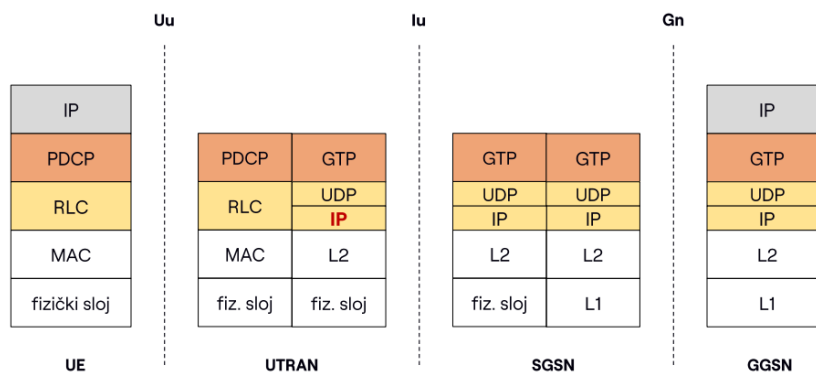 Uu Iu Gn
IP IP
PDCP PDCP GTP GTP GTP GTP
RLC RLC UDP UDP UDP UDP
IP IP IP IP
MAC MAC L2 L2 L2 L2
fizički sloj fiz. sloj fiz. sloj fiz. sloj L1 L1
UE UTRAN SGSN GGSN